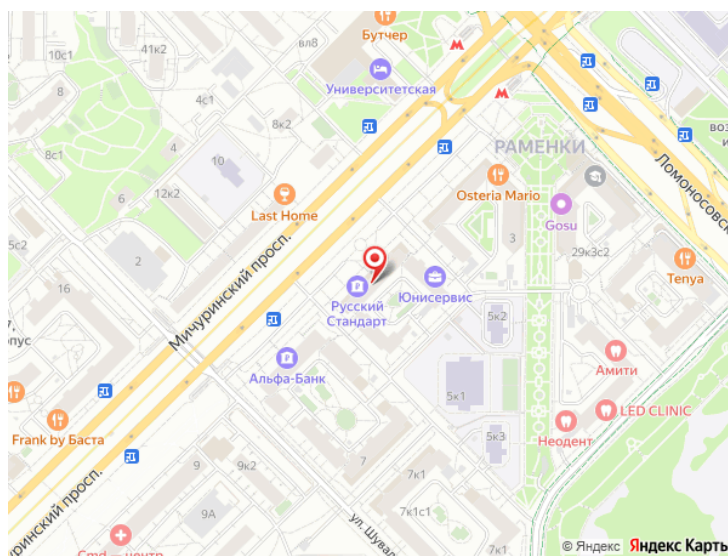 41к2
вл8
Бутчер
10с1
8
Университетская
4с1
8к2
8с1
10
РАМЕНКИ
6
12к2
Last Home
Osteria Mario
Ломоносовский
5с2
2
3
Gosu
29к3с2
Tenya
16
Мичуринский просп.
Русский
Стандарт
Юнисервис
5к2
Альфа-Банк
Амити
5к1
LED CLINIC
Frank by Баста
Неодент
5к3
9
9к2
7
7к1
9А
7к1с1
7к1
ул. Шувал
© Яндекс Яндекс Карты